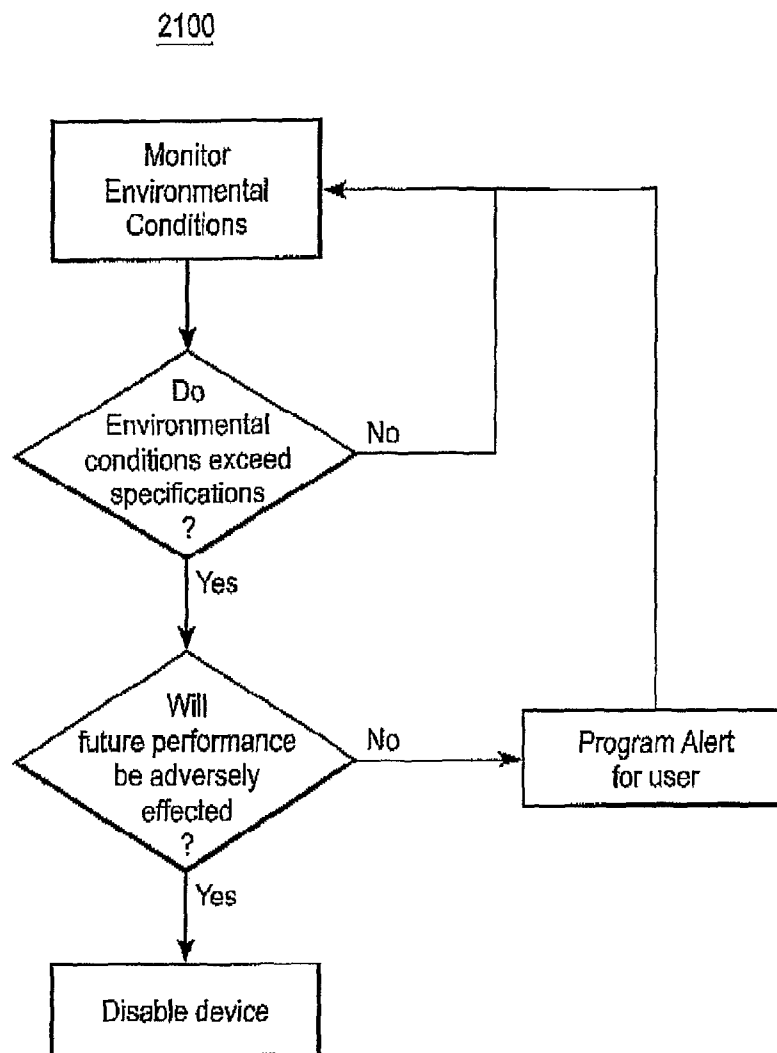 2100
Monitor
Environmental
Conditions
Do
Environmental
conditions exceed
specifications
?
No
Yes
Will
future performance
be adversely
effected
?
No
Program Alert
for user
Yes
Disable device